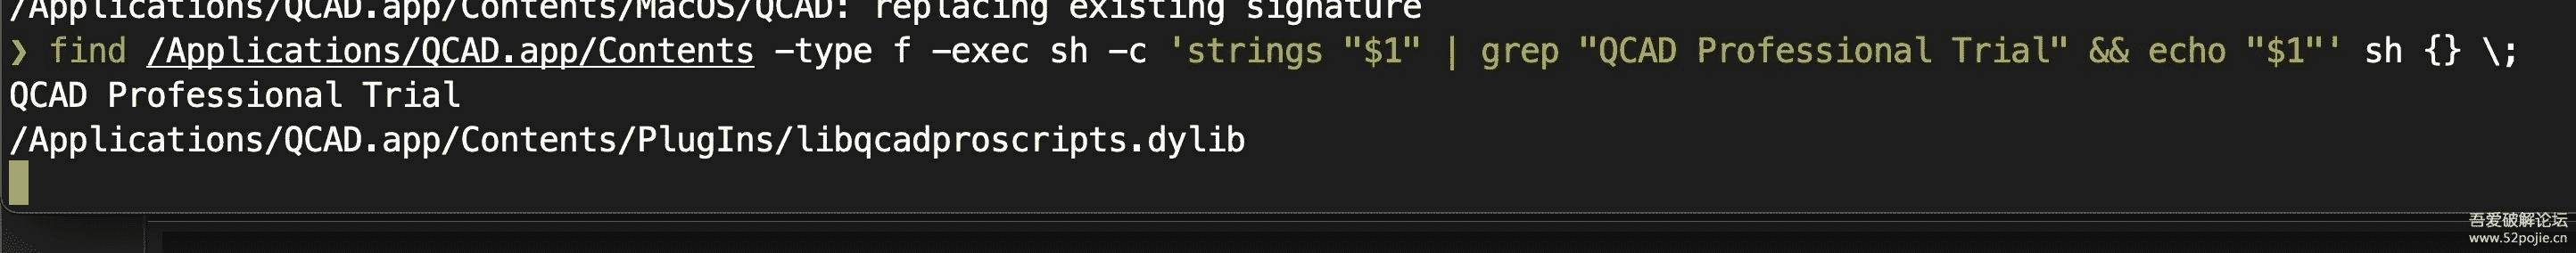 /Applications/QCAD.app/Contents/MacOS/QCAD: replacing existing signature
❯ find /Applications/QCAD.app/Contents -type f -exec sh -c 'strings "$1" | grep "QCAD Professional Trial" && echo "$1"' sh {} \;
QCAD Professional Trial
/Applications/QCAD.app/Contents/PlugIns/libqcadproscripts.dylib
吾爱破解论坛
www.52pojie.cn